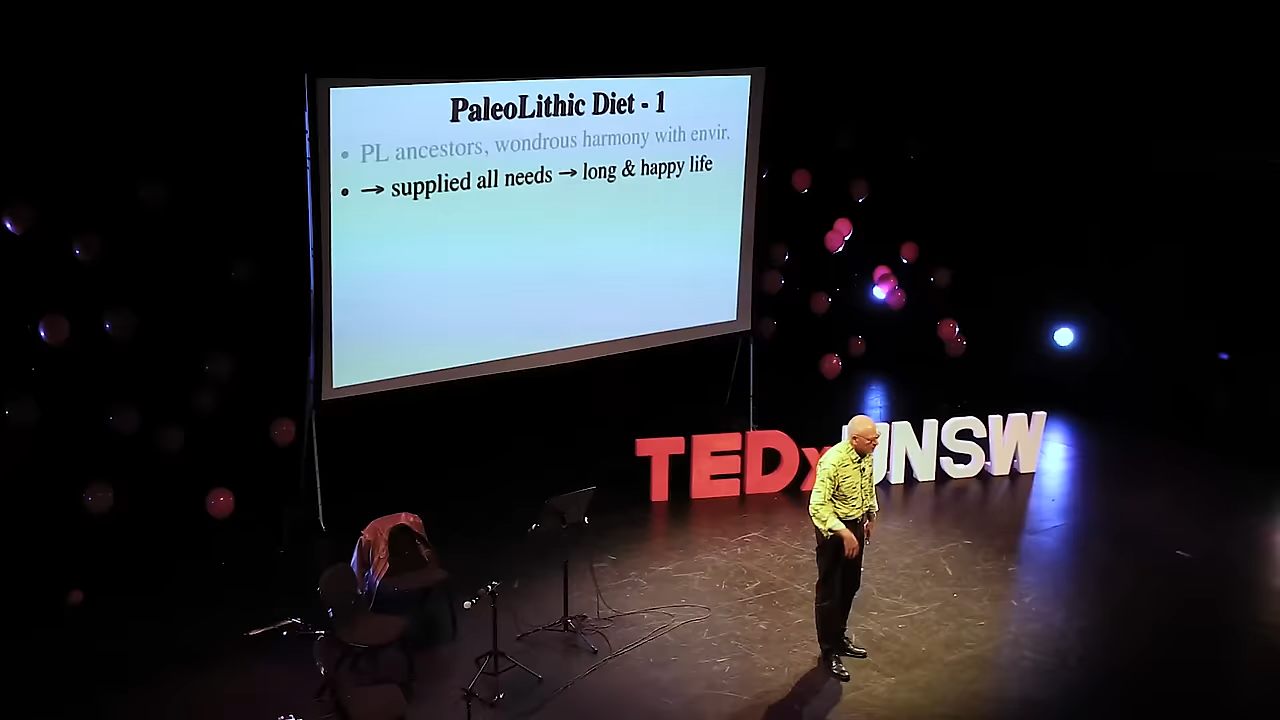 PaleoLithic Diet - 1
• PL ancestors, wondrous harmony with envir.
• → supplied all needs → long & happy life
TEDxUNSW